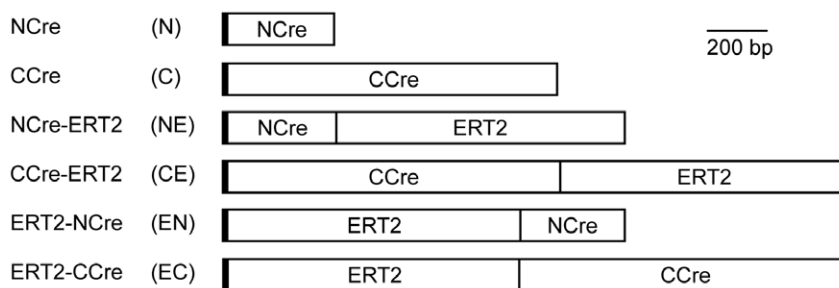 NCre (N) NCre
200 bp
CCre (C) CCre
NCre-ERT2 (NE) NCre ERT2
CCre-ERT2 (CE) CCre ERT2
ERT2-NCre (EN) ERT2 NCre
ERT2-CCre (EC) ERT2 CCre